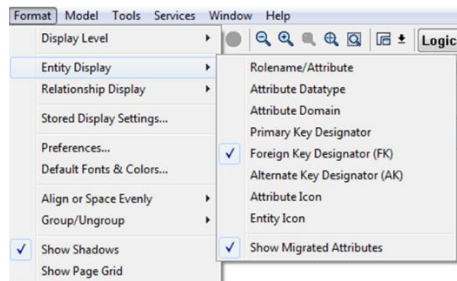 Format Model Tools Services Window Help
Display Level
Logic
Entity Display
Relationship Display
Stored Display Settings...
Preferences...
Default Fonts & Colors...
Align or Space Evenly
Group/Ungroup
Show Shadows
Show Page Grid
Rolename/Attribute
Attribute Datatype
Attribute Domain
Primary Key Designator
Foreign Key Designator (FK)
Alternate Key Designator (AK)
Attribute Icon
Entity Icon
Show Migrated Attributes